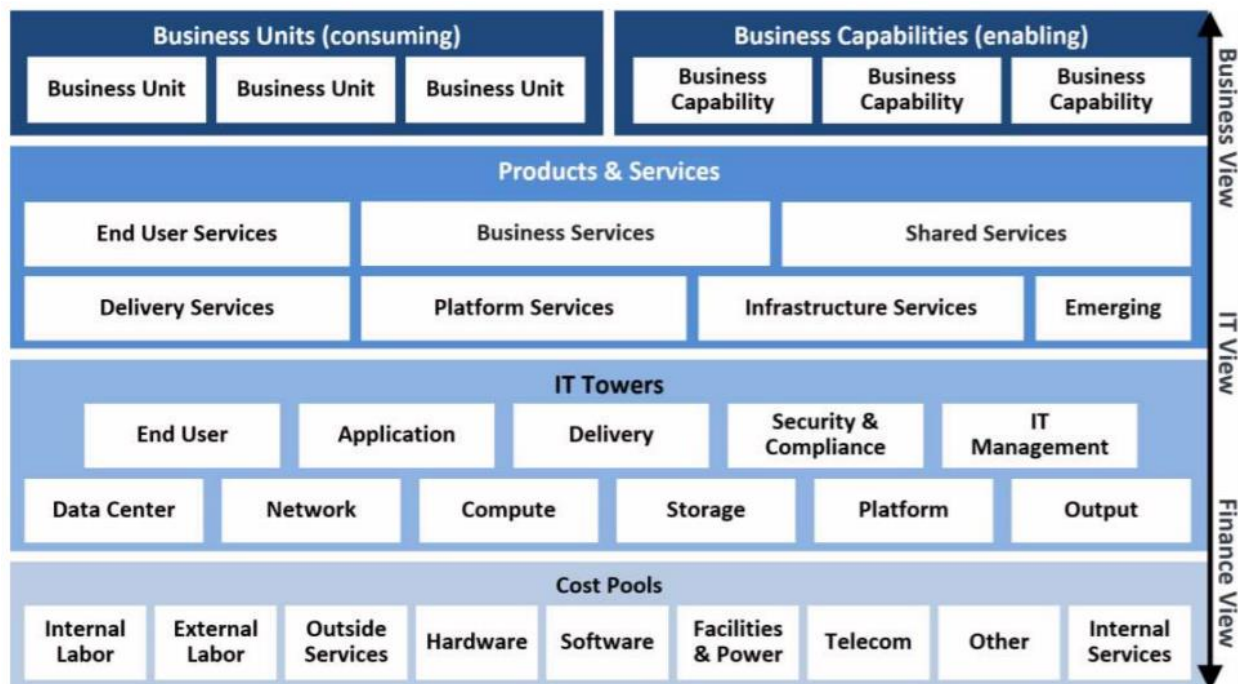 Business Units (consuming)
Business Unit
Business Unit
Business Unit
Business Capabilities (enabling)
Business
Capability
Business
Capability
Business
Capability
Products & Services
End User Services
Business Services
Shared Services
Delivery Services
Platform Services
Infrastructure Services
Emerging
IT Towers
End User
Application
Delivery
Security &
Compliance
IT
Management
Data Center
Network
Compute
Storage
Platform
Output
Cost Pools
Internal
Labor
External
Labor
Outside
Services
Hardware
Software
Facilities
& Power
Telecom
Other
Internal
Services
Business View
IT View
Finance View